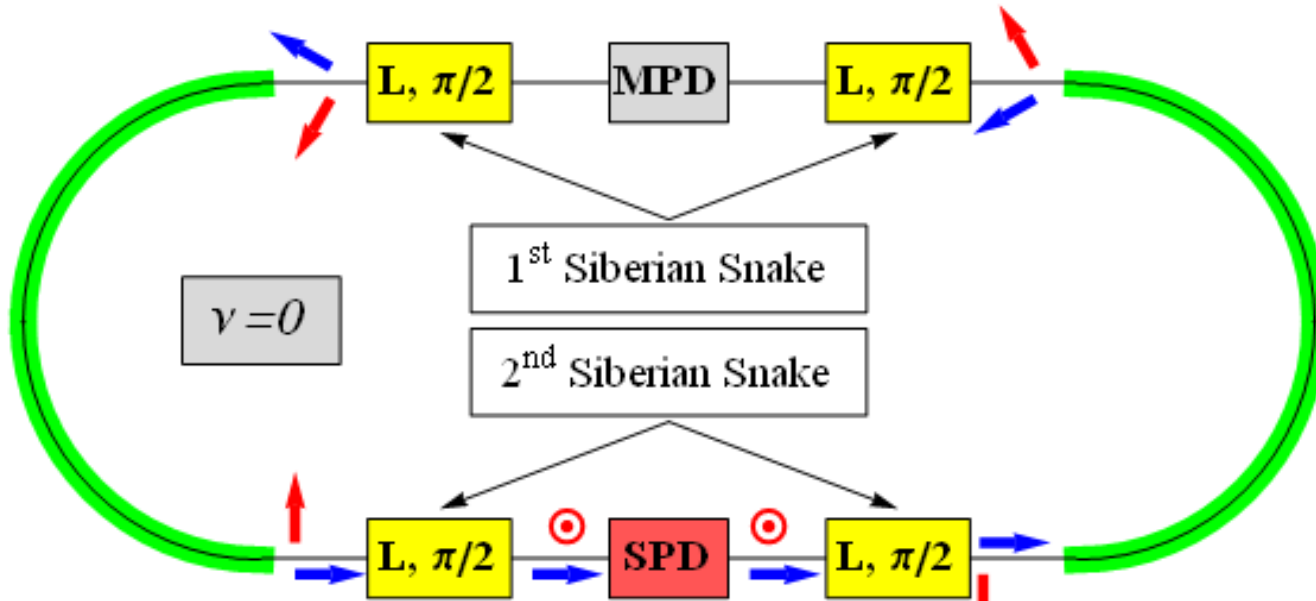 L, π/2 MPD L, π/2
1st Siberian Snake
ν =0
2nd Siberian Snake
L, π/2 SPD L, π/2